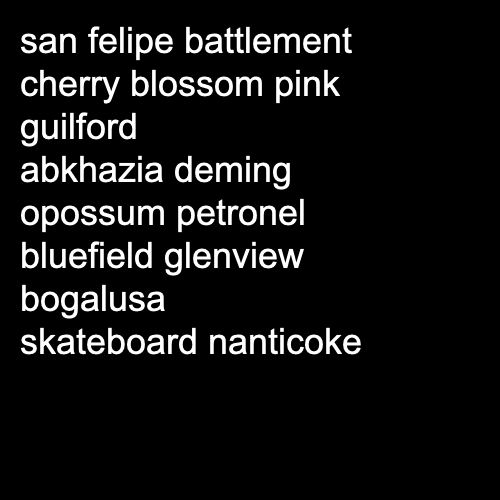 san felipe battlement
cherry blossom pink
guilford
abkhazia deming
opossum petronel
bluefield glenview
bogalusa
skateboard nanticoke